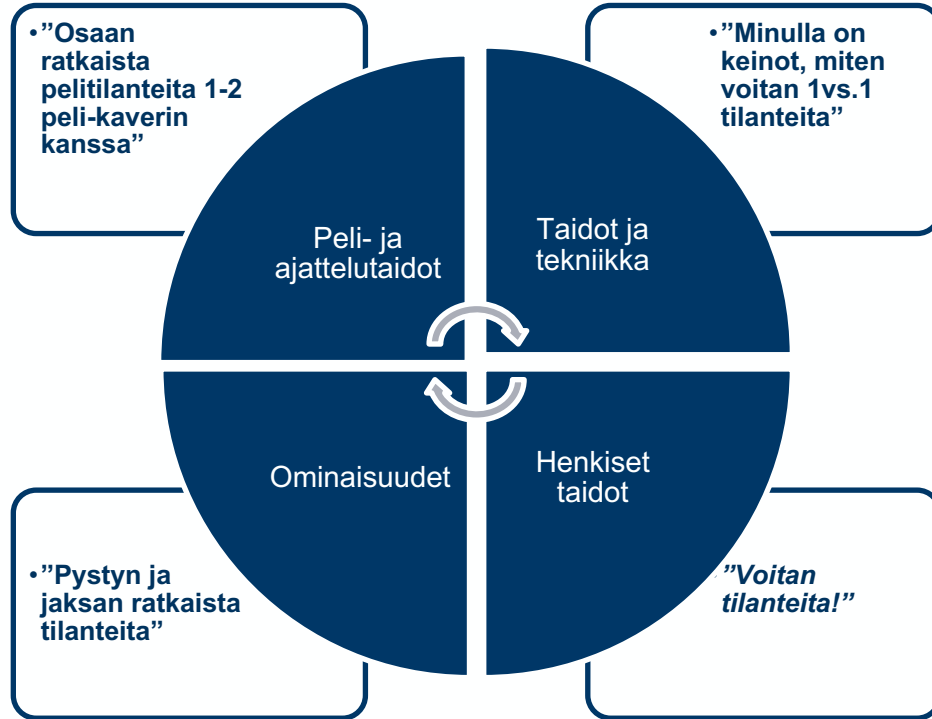 •”Osaan
ratkaista
pelitilanteita 1-2
peli-kaverin
kanssa”
•”Minulla on
keinot, miten
voitan 1vs.1
tilanteita”
Peli- ja
ajattelutaidot
Taidot ja
tekniikka
Ominaisuudet
Henkiset
taidot
•”Pystyn ja
jaksan ratkaista
tilanteita”
•”Voitan
tilanteita!”